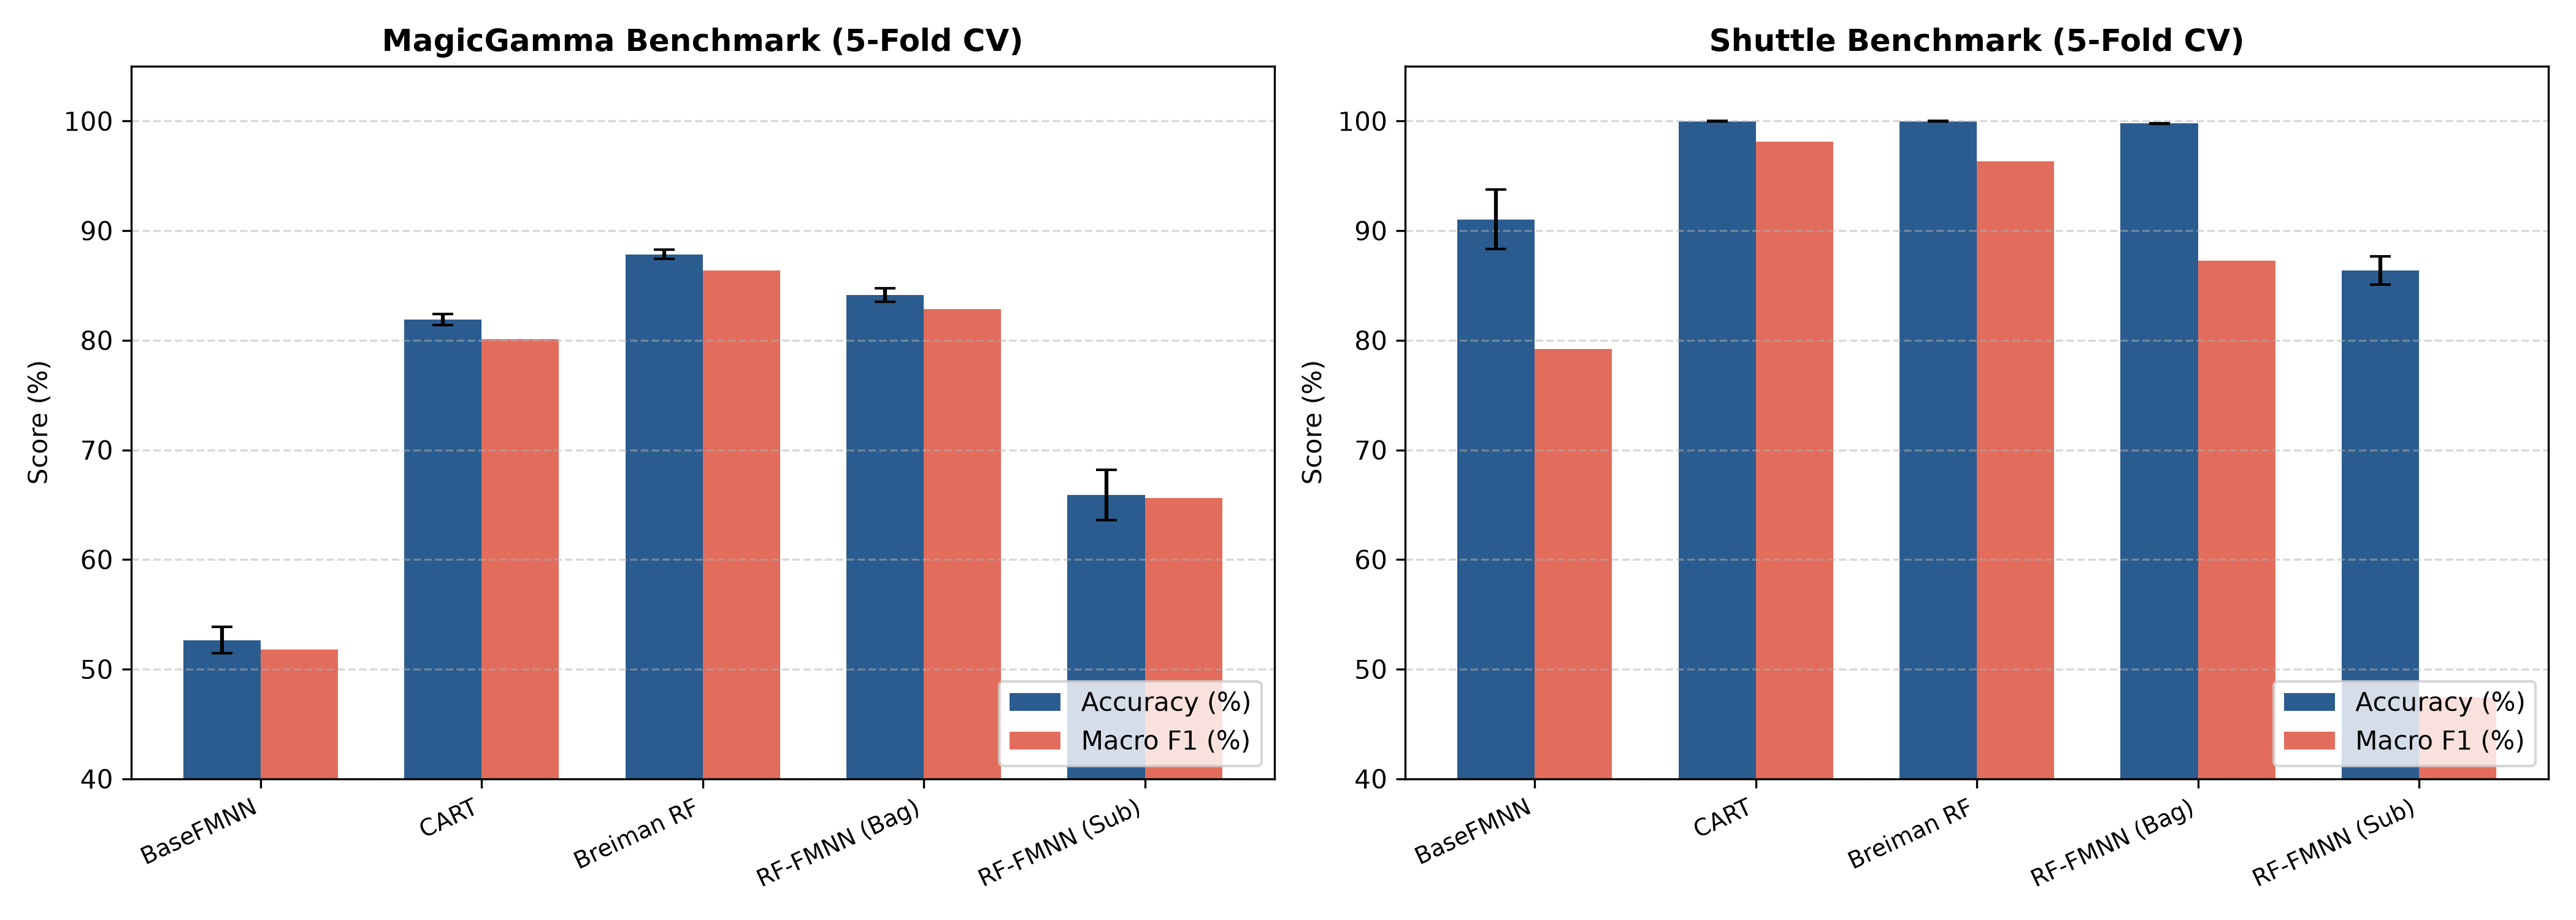 MagicGamma Benchmark (5-Fold CV)
Score (%)
100
90
80
70
60
50
40
BaseFMNN
CART
Breiman RF
RF-FMNN (Bag)
RF-FMNN (Sub)
Accuracy (%)
Macro F1 (%)
Shuttle Benchmark (5-Fold CV)
Score (%)
100
90
80
70
60
50
40
BaseFMNN
CART
Breiman RF
RF-FMNN (Bag)
RF-FMNN (Sub)
Accuracy (%)
Macro F1 (%)